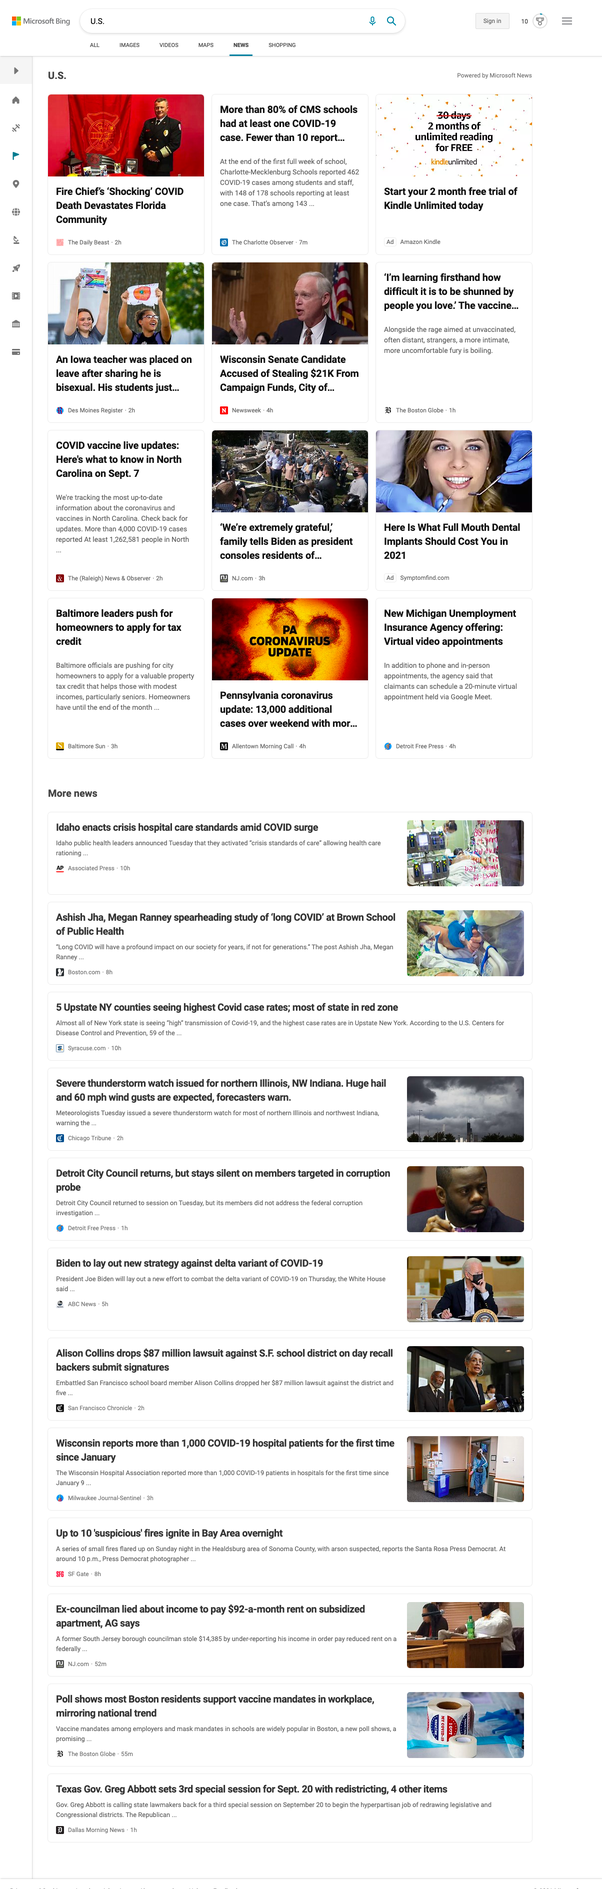 Microsoft Bing
U.S.
Sign in
10
ALL
IMAGES
VIDEOS
MAPS
NEWS
SHOPPING
U.S.
Powered by Microsoft News
Fire Chief's 'Shocking' COVID
Death Devastates Florida
Community
The Daily Beast · 2h
More than 80% of CMS schools
had at least one COVID-19
case. Fewer than 10 report...
At the end of the first full week of school,
Charlotte-Mecklenburg Schools reported 462
COVID-19 cases among students and staff,
with 148 of 178 schools reporting at least
one case. That's among 143 ...
The Charlotte Observer · 7m
30 days
2 months of
unlimited reading
for FREE
kindleunlimited
Start your 2 month free trial of
Kindle Unlimited today
Ad Amazon Kindle
An Iowa teacher was placed on
leave after sharing he is
bisexual. His students just...
Des Moines Register · 2h
Wisconsin Senate Candidate
Accused of Stealing $21K From
Campaign Funds, City of...
Newsweek · 4h
'I'm learning firsthand how
difficult it is to be shunned by
people you love.' The vaccine...
Alongside the rage aimed at unvaccinated,
often distant, strangers, a more intimate,
more uncomfortable fury is boiling.
The Boston Globe · 1h
COVID vaccine live updates:
Here's what to know in North
Carolina on Sept. 7
We're tracking the most up-to-date
information about the coronavirus and
vaccines in North Carolina. Check back for
updates. More than 4,000 COVID-19 cases
reported At least 1,262,581 people in North
...
The (Raleigh) News & Observer · 2h
'We're extremely grateful,'
family tells Biden as president
consoles residents of...
NJ.com · 3h
Here Is What Full Mouth Dental
Implants Should Cost You in
2021
Ad Symptomfind.com
Baltimore leaders push for
homeowners to apply for tax
credit
Baltimore officials are pushing for city
homeowners to apply for a valuable property
tax credit that helps those with modest
incomes, particularly seniors. Homeowners
have until the end of the month ...
Baltimore Sun · 3h
PA
CORONAVIRUS
UPDATE
Pennsylvania coronavirus
update: 13,000 additional
cases over weekend with mor...
Allentown Morning Call · 4h
New Michigan Unemployment
Insurance Agency offering:
Virtual video appointments
In addition to phone and in-person
appointments, the agency said that
claimants can schedule a 20-minute virtual
appointment held via Google Meet.
Detroit Free Press · 4h
More news
Idaho enacts crisis hospital care standards amid COVID surge
Idaho public health leaders announced Tuesday that they activated "crisis standards of care" allowing health care
rationing ...
AP Associated Press · 10h
Ashish Jha, Megan Ranney spearheading study of 'long COVID' at Brown School
of Public Health
"Long COVID will have a profound impact on our society for years, if not for generations." The post Ashish Jha, Megan
Ranney ...
Boston.com · 8h
5 Upstate NY counties seeing highest Covid case rates; most of state in red zone
Almost all of New York state is seeing "high" transmission of Covid-19, and the highest case rates are in Upstate New York. According to the U.S. Centers for
Disease Control and Prevention, 59 of the ...
Syracuse.com · 10h
Severe thunderstorm watch issued for northern Illinois, NW Indiana. Huge hail
and 60 mph wind gusts are expected, forecasters warn.
Meteorologists Tuesday issued a severe thunderstorm watch for most of northern Illinois and northwest Indiana,
warning the ...
Chicago Tribune · 2h
Detroit City Council returns, but stays silent on members targeted in corruption
probe
Detroit City Council returned to session on Tuesday, but its members did not address the federal corruption
investigation ...
Detroit Free Press · 1h
Biden to lay out new strategy against delta variant of COVID-19
President Joe Biden will lay out a new effort to combat the delta variant of COVID-19 on Thursday, the White House
said ...
ABC News · 5h
Alison Collins drops $87 million lawsuit against S.F. school district on day recall
backers submit signatures
Embattled San Francisco school board member Alison Collins dropped her $87 million lawsuit against the district and
five ...
San Francisco Chronicle · 2h
Wisconsin reports more than 1,000 COVID-19 hospital patients for the first time
since January
The Wisconsin Hospital Association reported more than 1,000 COVID-19 patients in hospitals for the first time since
January 9 ...
Milwaukee Journal-Sentinel · 3h
Up to 10 'suspicious' fires ignite in Bay Area overnight
A series of small fires flared up on Sunday night in the Healdsburg area of Sonoma County, with arson suspected, reports the Santa Rosa Press Democrat. At
around 10 p.m., Press Democrat photographer ...
SF Gate · 8h
Ex-councilman lied about income to pay $92-a-month rent on subsidized
apartment, AG says
A former South Jersey borough councilman stole $14,385 by under-reporting his income in order pay reduced rent on a
federally ...
NJ.com · 52m
Poll shows most Boston residents support vaccine mandates in workplace,
mirroring national trend
Vaccine mandates among employers and mask mandates in schools are widely popular in Boston, a new poll shows, a
promising ...
The Boston Globe · 55m
Texas Gov. Greg Abbott sets 3rd special session for Sept. 20 with redistricting, 4 other items
Gov. Greg Abbott is calling state lawmakers back for a third special session on September 20 to begin the hyperpartisan job of redrawing legislative and
Congressional districts. The Republican ...
Dallas Morning News · 1h